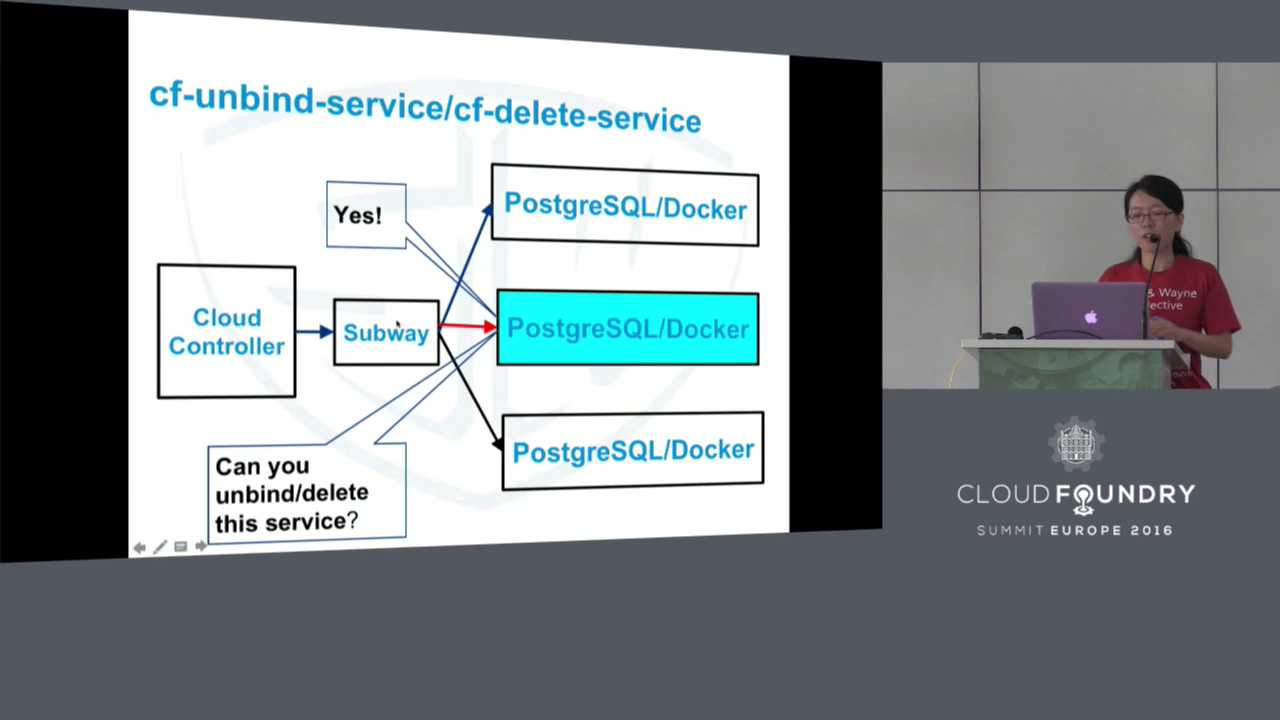 cf-unbind-service/cf-delete-service
Yes!
PostgreSQL/Docker
Cloud
Controller
Subway
PostgreSQL/Docker
PostgreSQL/Docker
Can you
unbind/delete
this service?
& Wayne
CLOUD FOUNDRY
SUMMIT EUROPE 2016